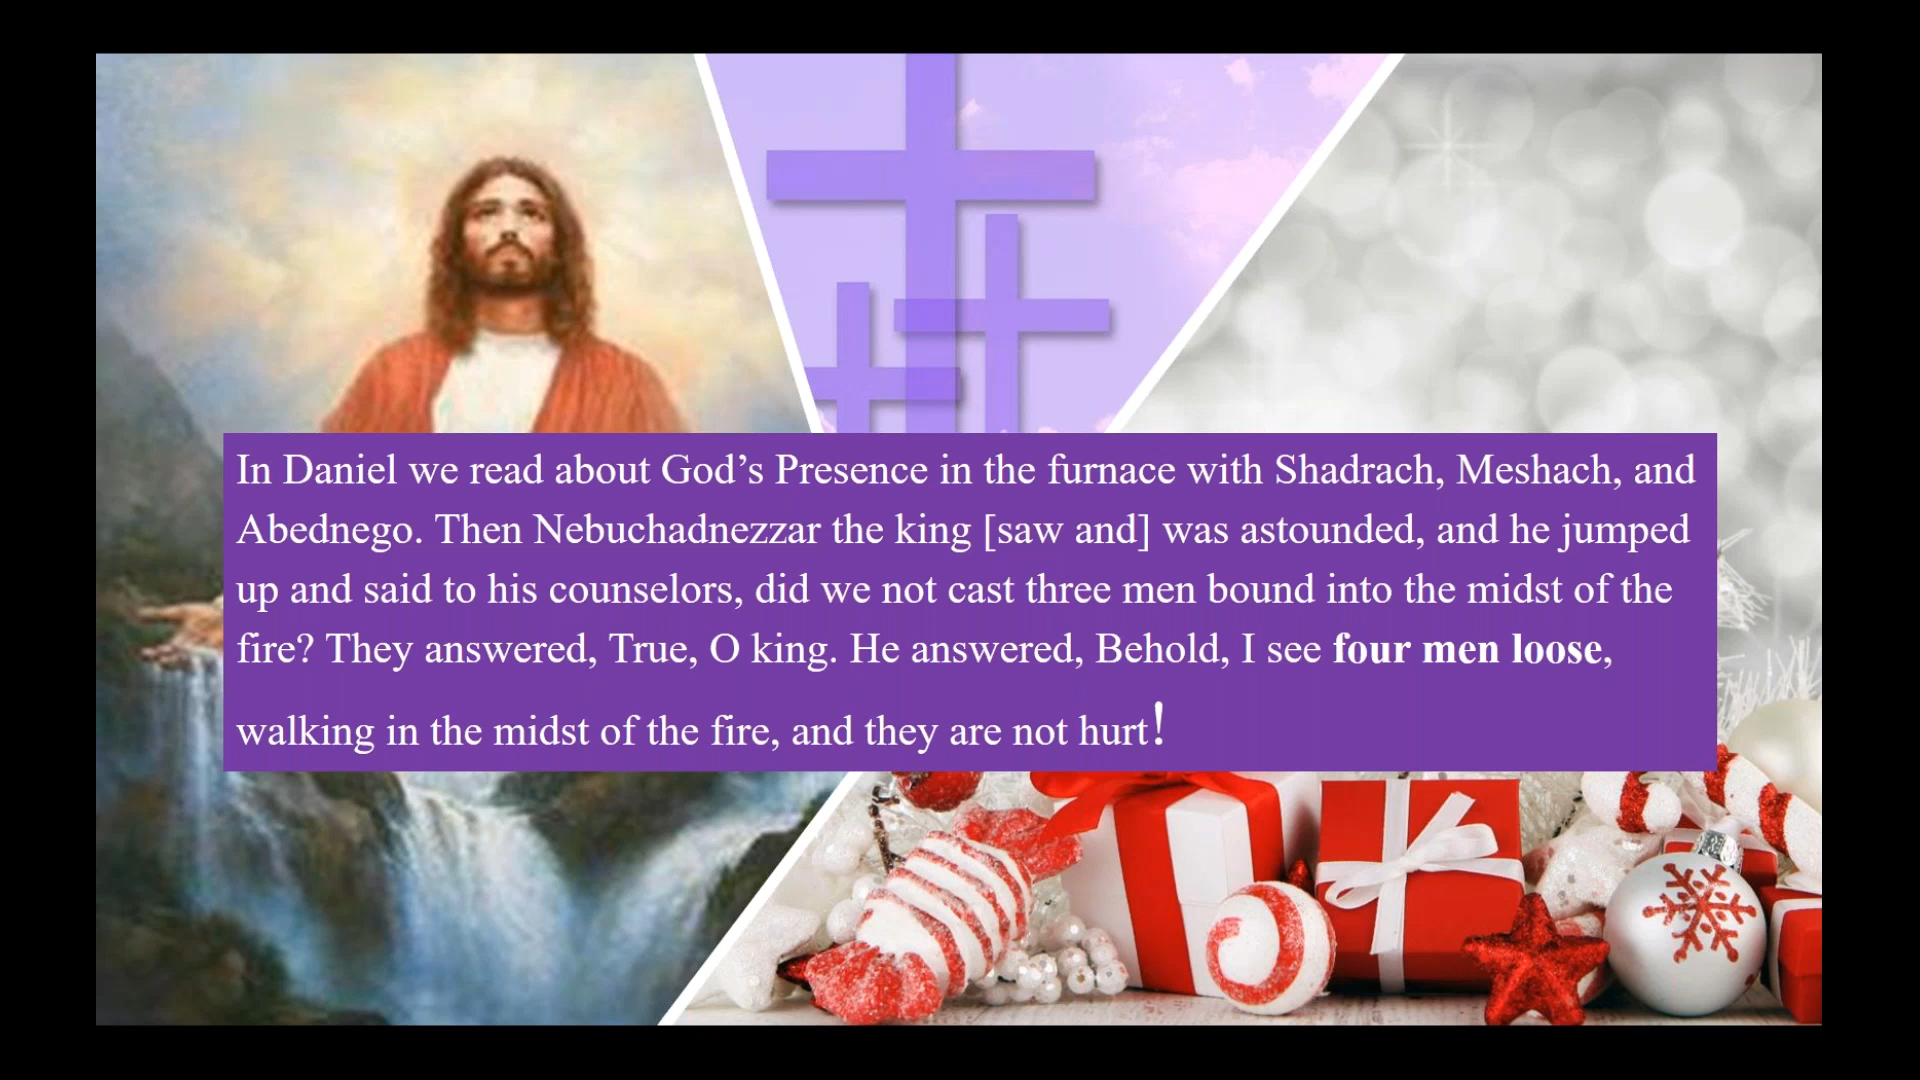 In Daniel we read about God’s Presence in the furnace with Shadrach, Meshach, and
Abednego. Then Nebuchadnezzar the king [saw and] was astounded, and he jumped
up and said to his counselors, did we not cast three men bound into the midst of the
fire? They answered, True, O king. He answered, Behold, I see four men loose,
walking in the midst of the fire, and they are not hurt!